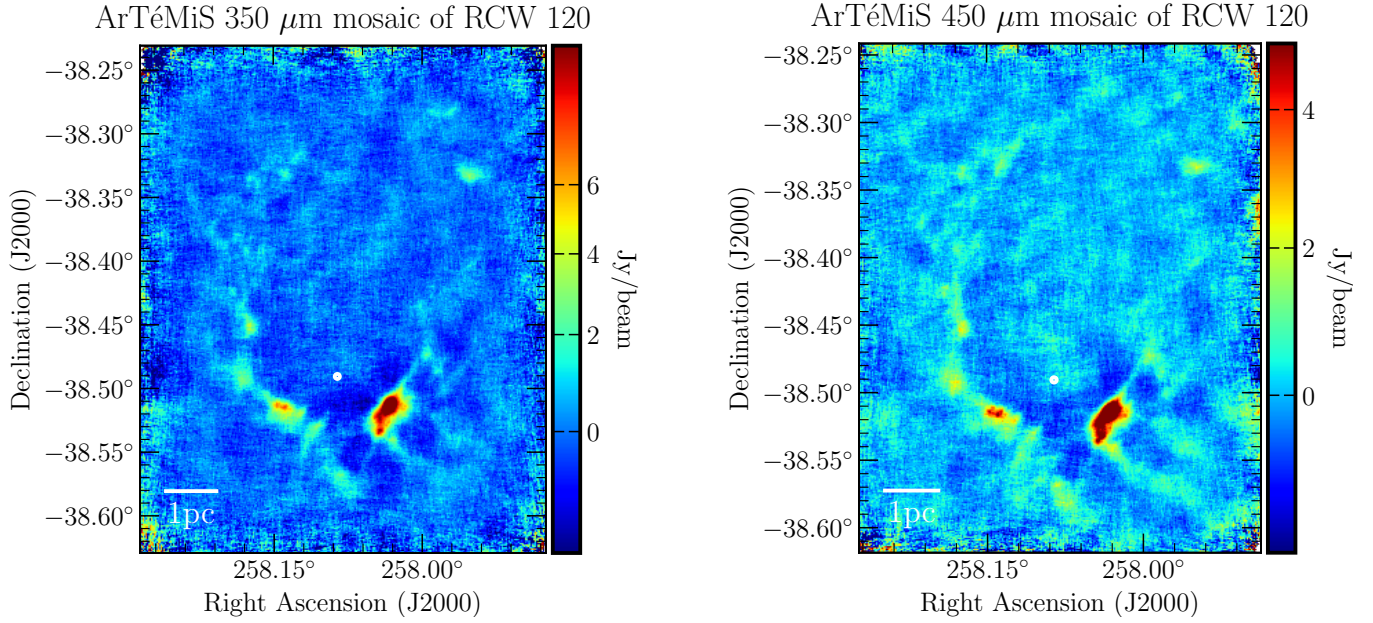 ArTéMiS 350 μm mosaic of RCW 120
−38.25°
−38.30°
−38.35°
−38.40°
−38.45°
−38.50°
−38.55°
−38.60°
Declination (J2000)
1pc
258.15° 258.00°
Right Ascension (J2000)
6
4
2
0
Jy/beam
ArTéMiS 450 μm mosaic of RCW 120
−38.25°
−38.30°
−38.35°
−38.40°
−38.45°
−38.50°
−38.55°
−38.60°
Declination (J2000)
1pc
258.15° 258.00°
Right Ascension (J2000)
4
2
0
Jy/beam